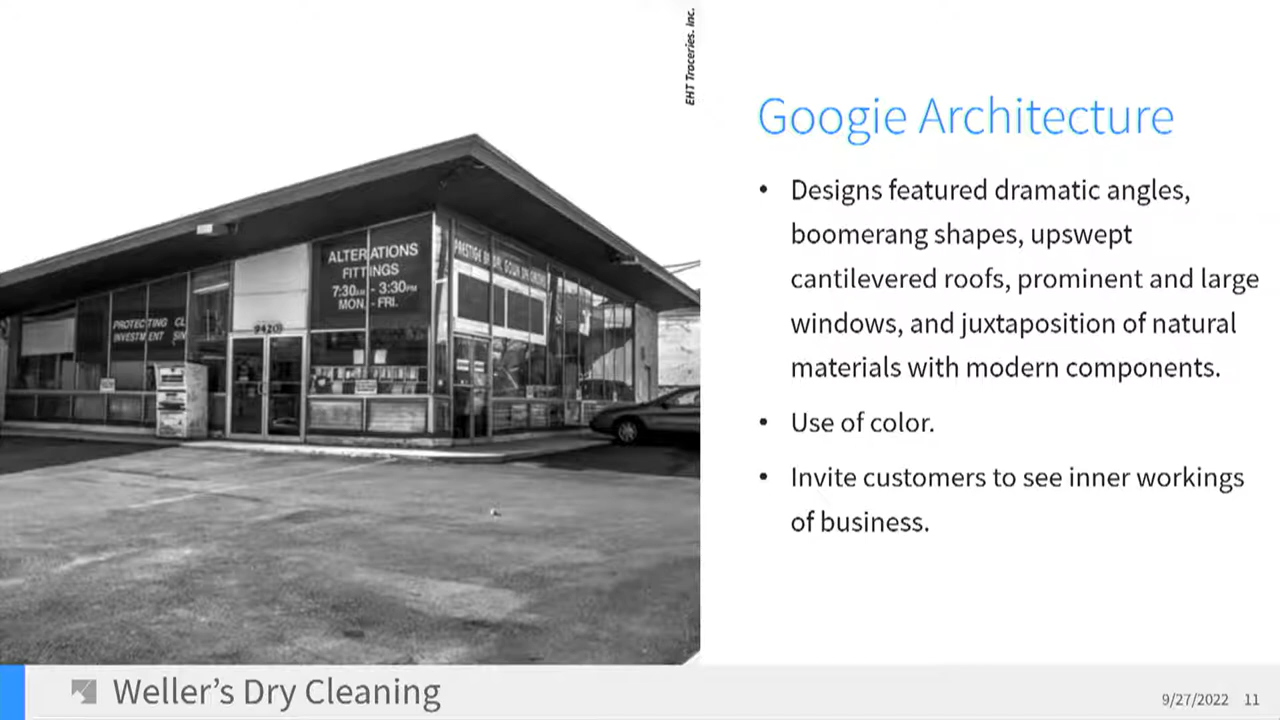 EHT Traceries. Inc.
Googie Architecture
• Designs featured dramatic angles,
boomerang shapes, upswept
cantilevered roofs, prominent and large
windows, and juxtaposition of natural
materials with modern components.
• Use of color.
• Invite customers to see inner workings
of business.
ALTERATIONS
FITTINGS
7:30AM - 3:30PM
MON. - FRI.
PROTECTING CL
INVESTMENT SIN
9420
Weller's Dry Cleaning
9/27/2022 11